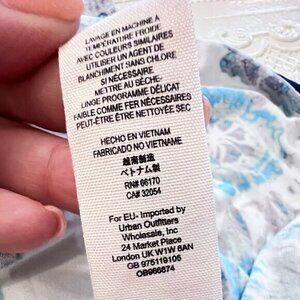 LAVAGE EN MACHINE À
TEMPÉRATURE FROIDE
AVEC COULEURS SIMILAIRES
UTILISER UN AGENT DE
BLANCHIMENT SANS CHLORE
SI NÉCESSAIRE
METTRE AU SÈCHE-
LINGE PROGRAMME DÉLICAT
FAIBLE COMME FER NÉCESSAIRES
PEUT-ÊTRE ÊTRE NETTOYÉE SEC
HECHO EN VIETNAM
FABRICADO NO VIETNAME
越南製造
ベトナム製
RN# 66170
CA# 32054
For EU- Imported by
Urban Outfitters
Wholesale, Inc
24 Market Place
London UK W1W 8AN
GB 975119105
OB966874